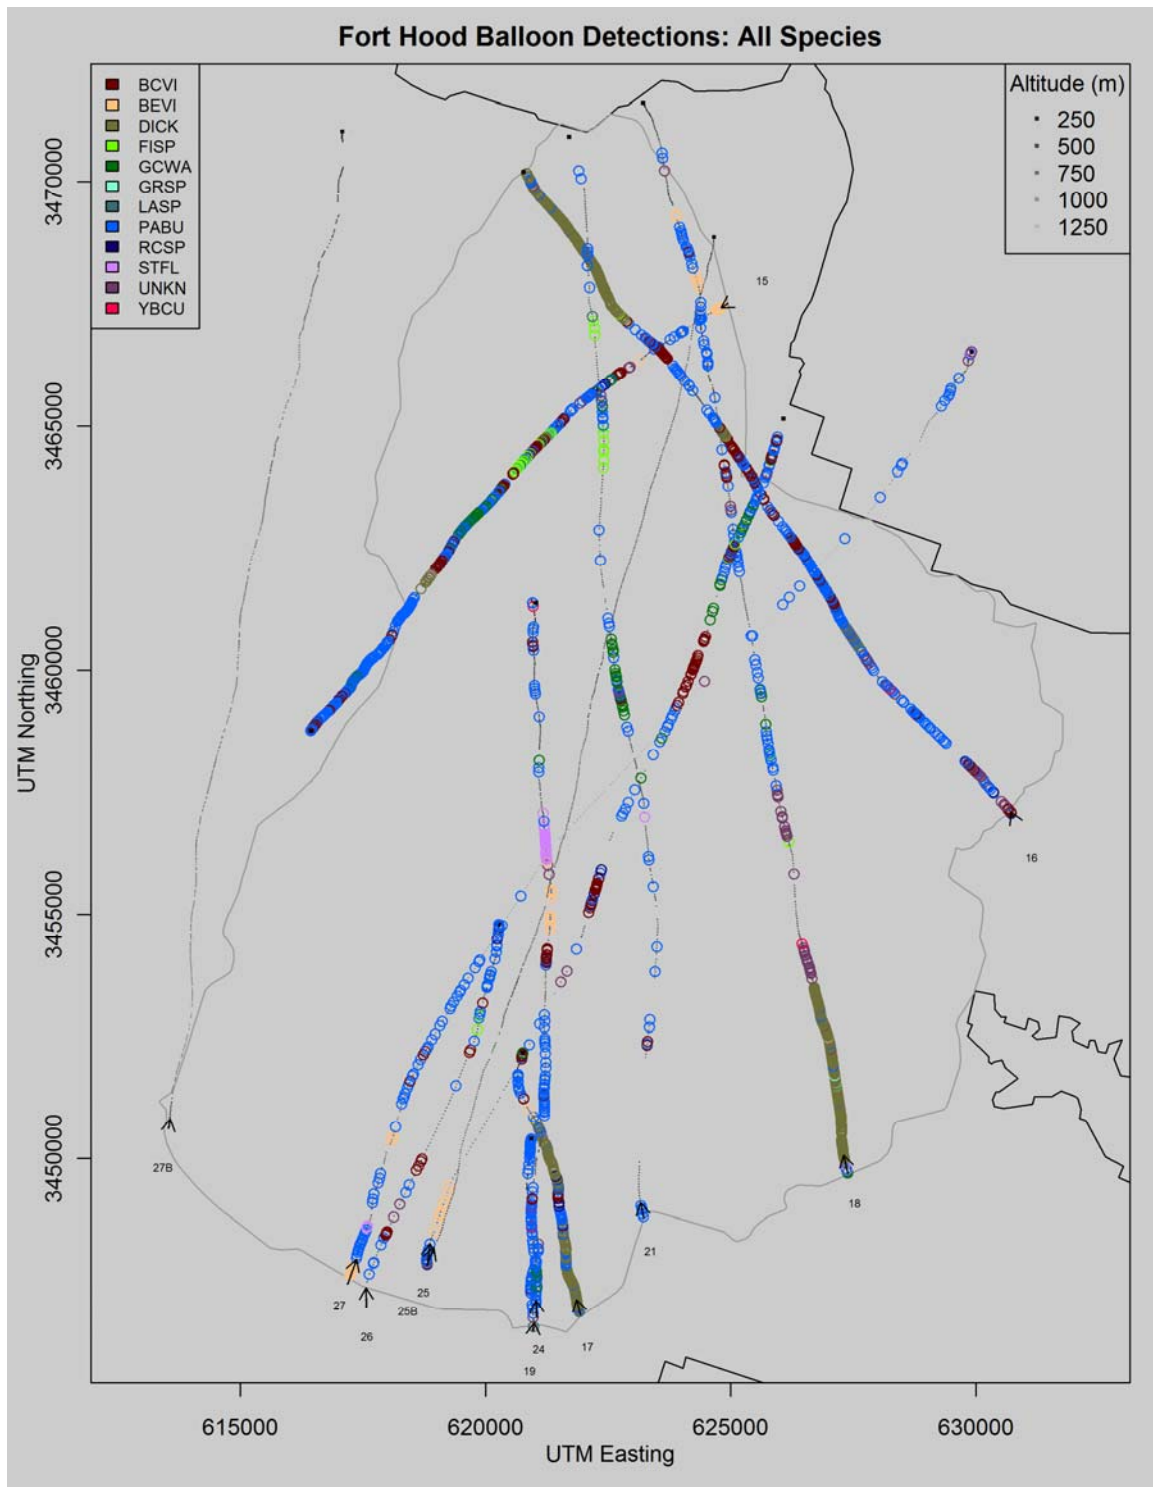 Fort Hood Balloon Detections: All Species
BCVI
BEVI
DICK
FISP
GCWA
GRSP
LASP
PABU
RCSP
STFL
UNKN
YBCU
Altitude (m)
250
500
750
1000
1250
UTM Northing
3470000
3465000
3460000
3455000
3450000
15
16
27B
18
21
27
25
25B
26
24
17
19
615000
620000
625000
630000
UTM Easting